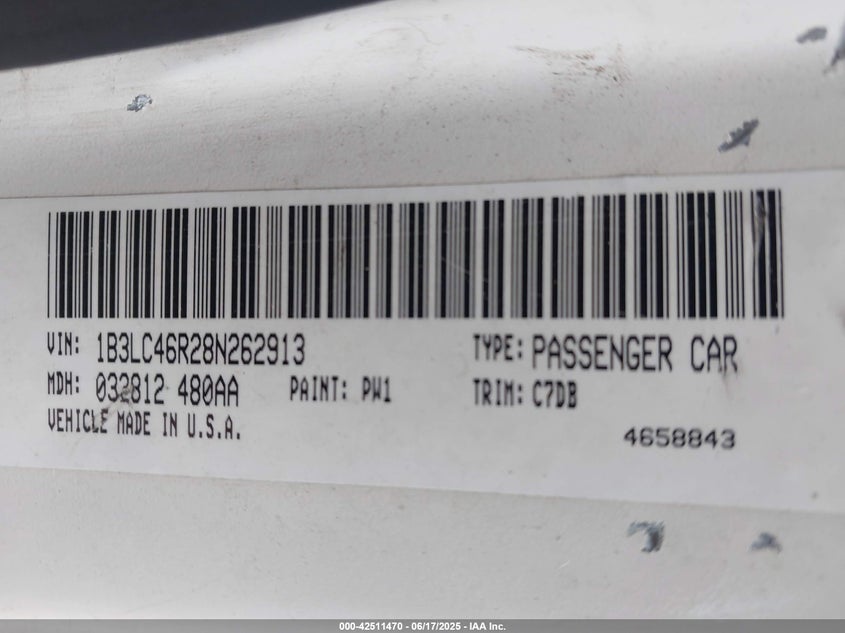 VIN: 1B3LC46R28N262913 TYPE: PASSENGER CAR
MDH: 032812 480AA PAINT: PW1 TRIM: C7DB
VEHICLE MADE IN U.S.A.
4658843
000-42511470 - 06/17/2025 - IAA Inc.